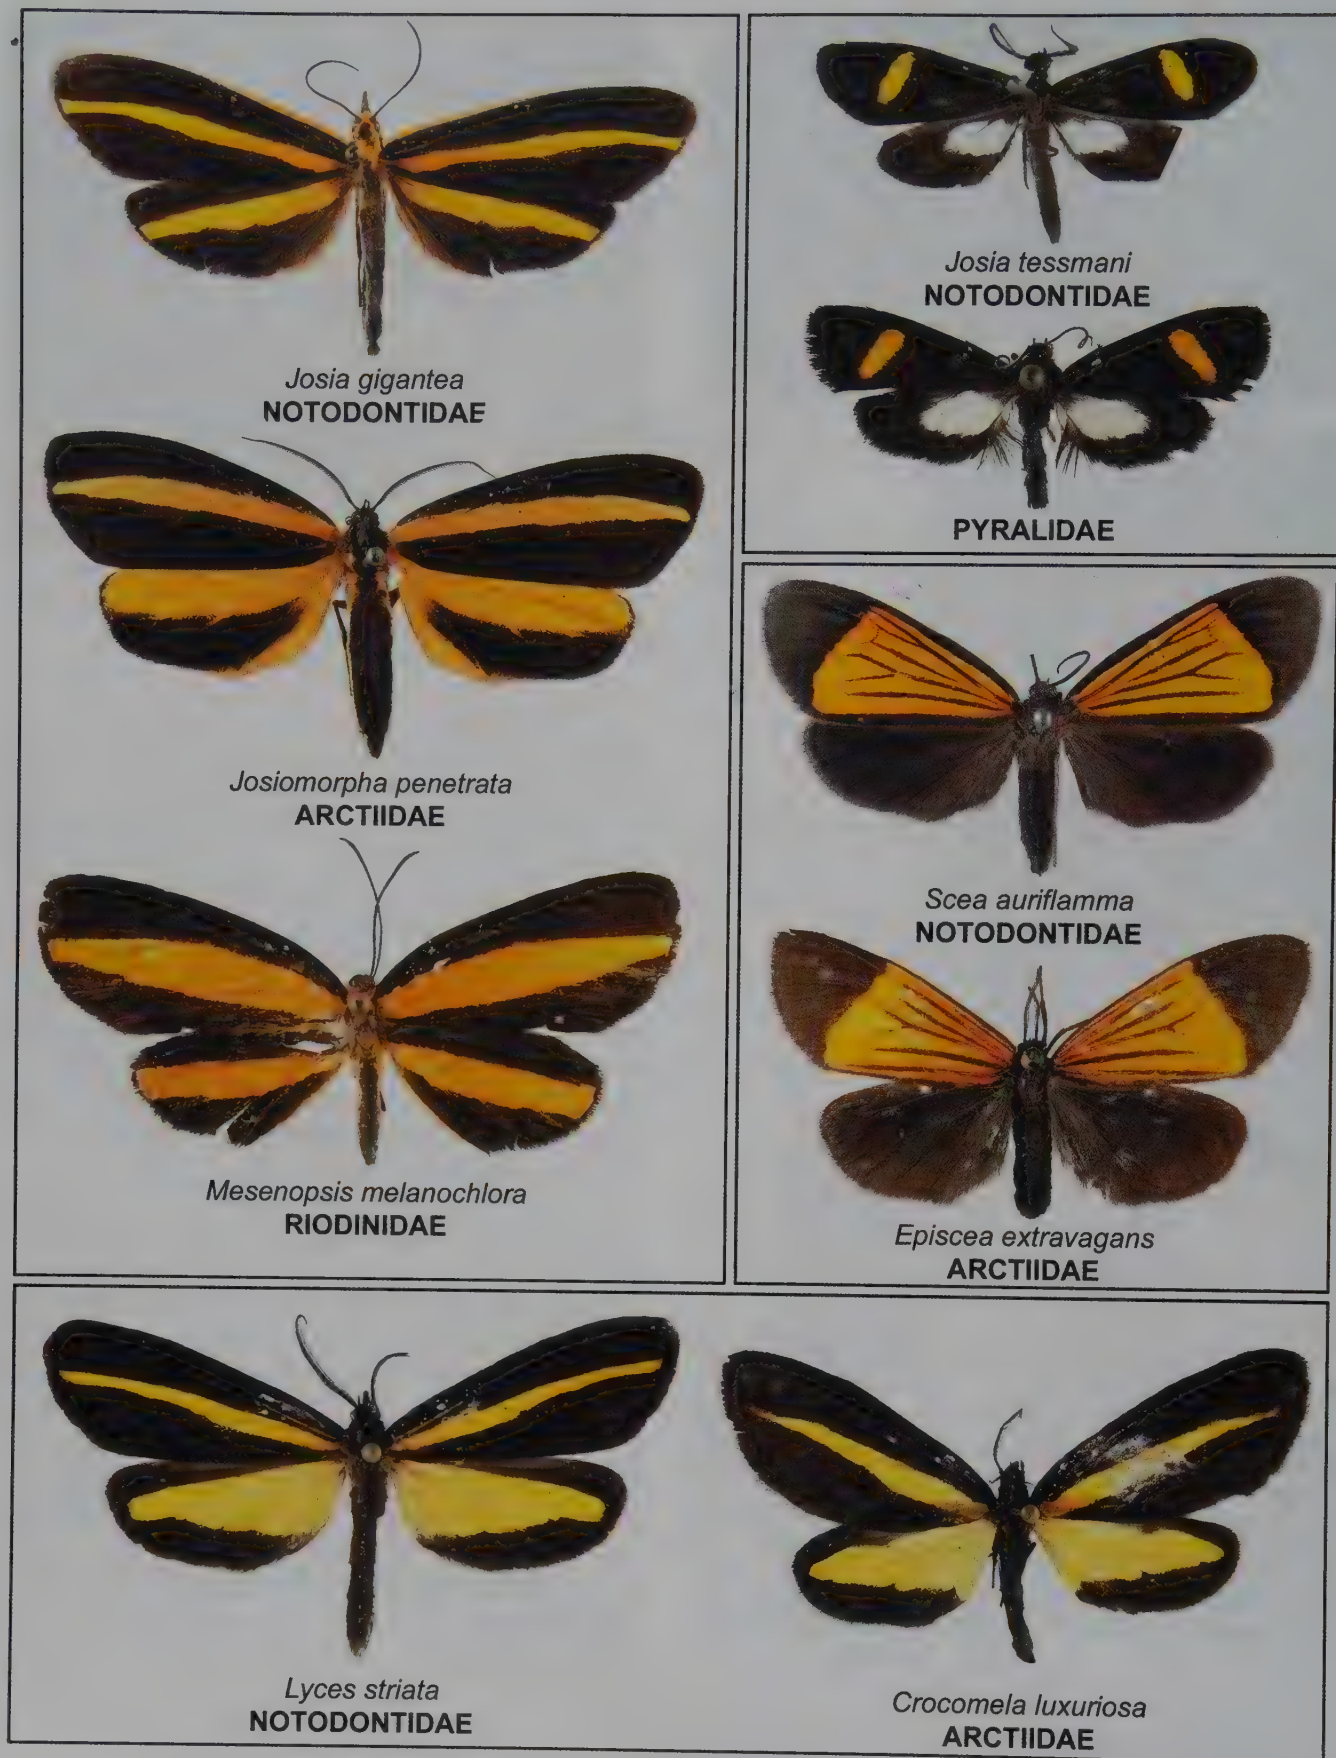 Josia gigantea
NOTODONTIDAE
Josiomorpha penetrata
ARCTIIDAE
Mesenopsis melanochlora
RIODINIDAE
Josia tessmani
NOTODONTIDAE
PYRALIDAE
Scea auriflamma
NOTODONTIDAE
Episcea extravagans
ARCTIIDAE
Lyces striata
NOTODONTIDAE
Crocomela luxuriosa
ARCTIIDAE